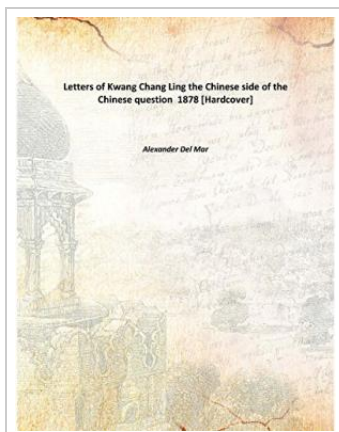 Letters of Kwang Chang Ling the Chinese side of the
Chinese question 1878 [Hardcover]
Alexander Del Mar